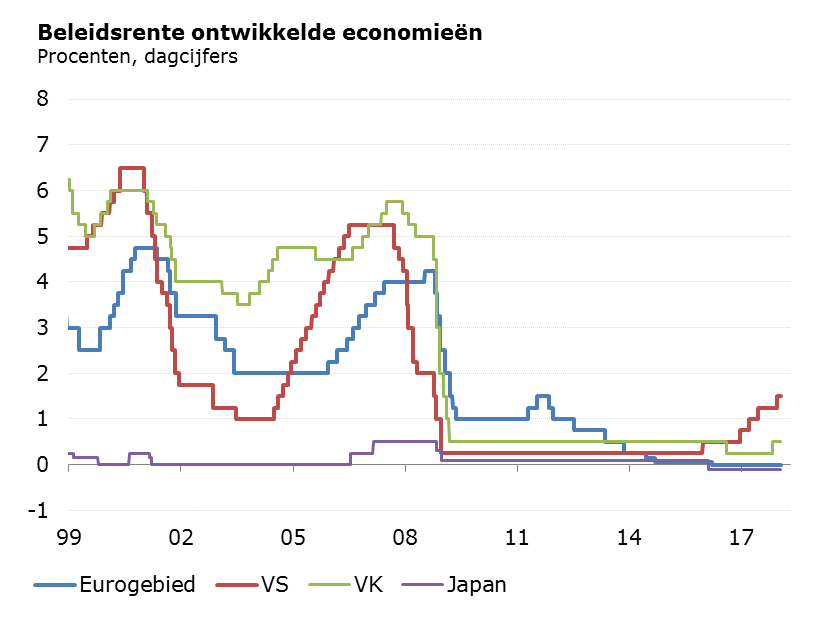 Beleidsrente ontwikkelde economieën
Procenten, dagcijfers
8
7
6
5
4
3
2
1
0
-1
99 02 05 08 11 14 17
Eurogebied VS VK Japan